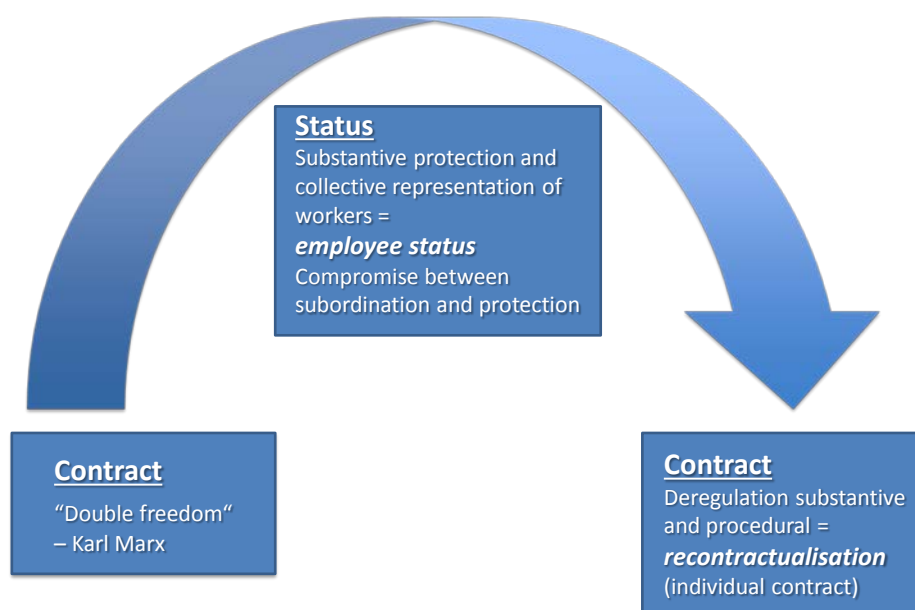 Status
Substantive protection and
collective representation of
workers =
employee status
Compromise between
subordination and protection
Contract
“Double freedom“
– Karl Marx
Contract
Deregulation substantive
and procedural =
recontractualisation
(individual contract)